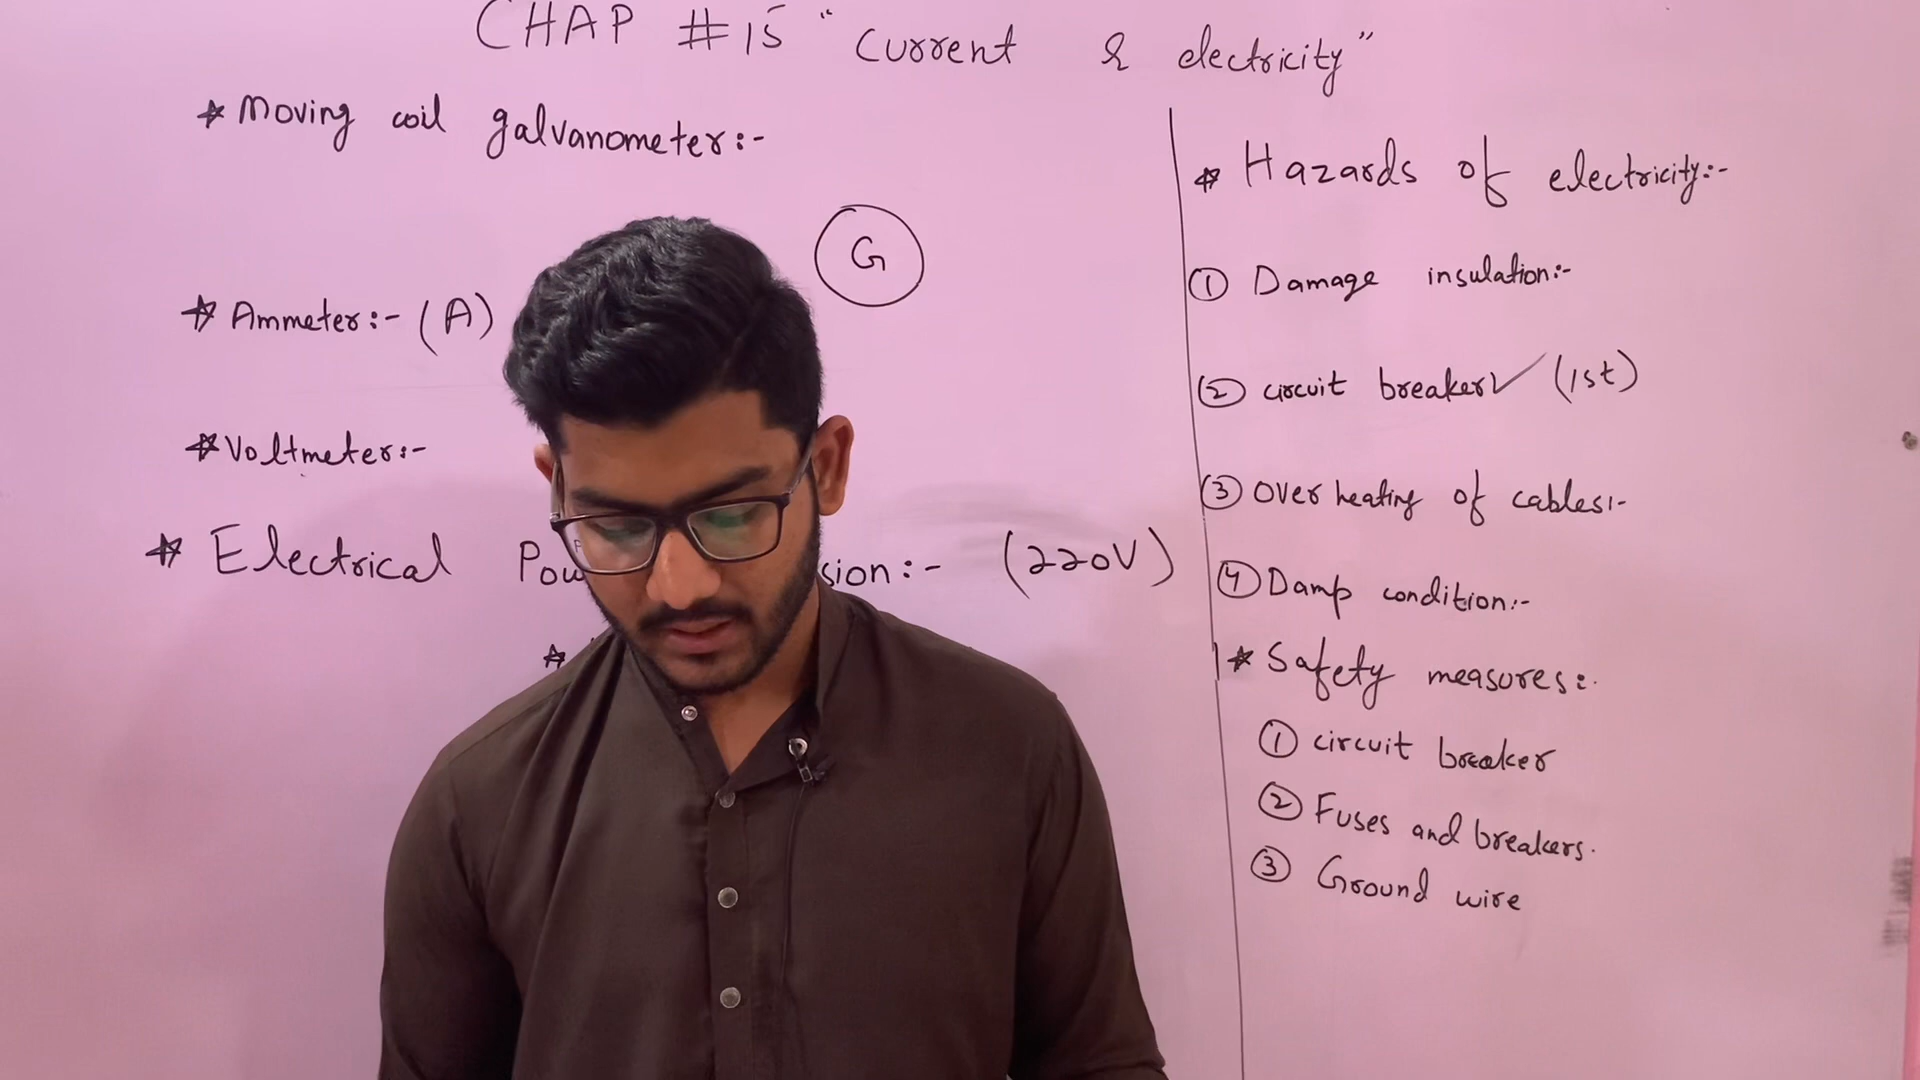 CHAP #15 "Current & electricity"
* Moving coil galvanometer:-
G
* Ammeter:- (A)
* Voltmeter:-
* Electrical (220V)
* Hazards of electricity:-
① Damage insulation:-
② circuit breaker ✓ (1st)
③ Over heating of cables:-
④ Damp condition:-
* Safety measures:-
① circuit breaker
② Fuses and breakers.
③ Ground wire